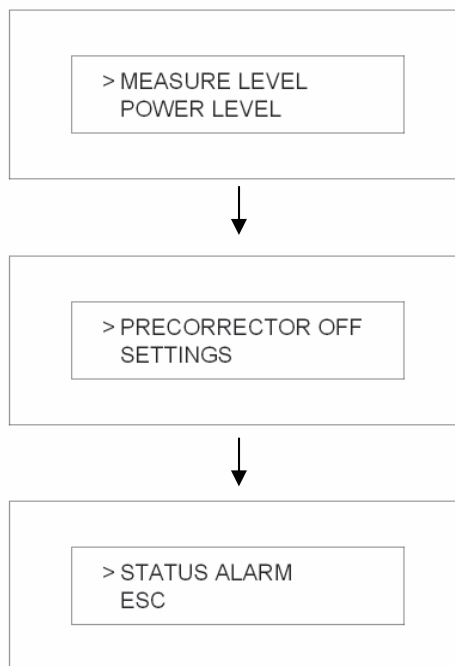 > MEASURE LEVEL
POWER LEVEL
> PRECORRECTOR OFF
SETTINGS
> STATUS ALARM
ESC